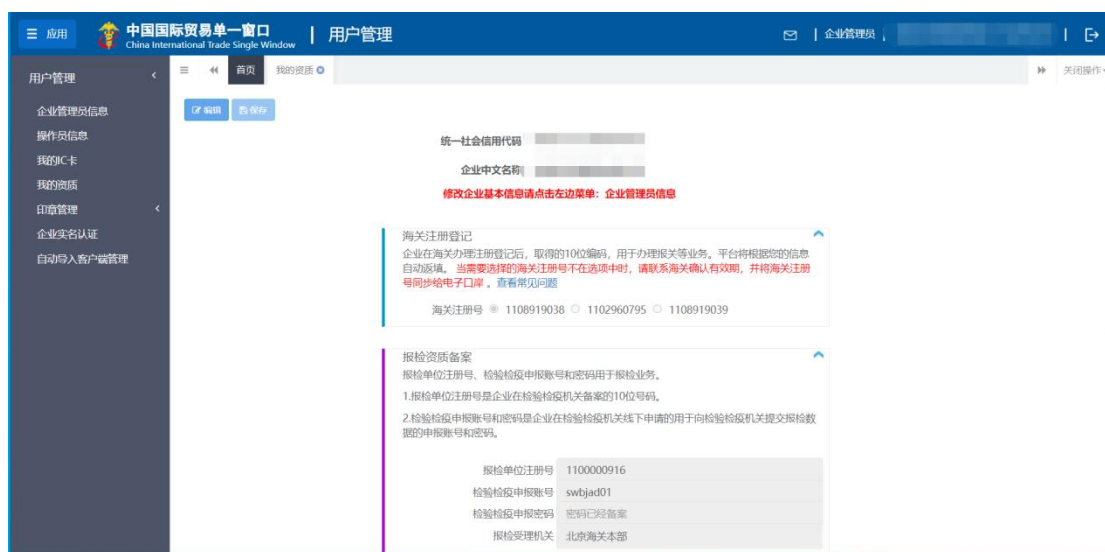 应用
中国国际贸易单一窗口
China International Trade Single Window
用户管理
企业管理员
用户管理
首页
我的资质
关闭操作
企业管理员信息
操作员信息
我的IC卡
我的资质
印章管理
企业实名认证
自动导入客户端管理
编辑
保存
统一社会信用代码
企业中文名称
修改企业基本信息请点击左边菜单：企业管理员信息
海关注册登记
企业在海关办理注册登记后，取得的10位编码，用于办理报关等业务。平台将根据您的信息
自动返填。 当需要选择的海关注册号不在选项中时，请联系海关确认有效期，并将海关注册
号同步给电子口岸 。查看常见问题
海关注册号 1108919038 1102960795 1108919039
报检资质备案
报检单位注册号、检验检疫申报账号和密码用于报检业务。
1.报检单位注册号是企业在检验检疫机关备案的10位号码。
2.检验检疫申报账号和密码是企业在检验检疫机关线下申请的用于向检验检疫机关提交报检数
据的申报账号和密码。
报检单位注册号 1100000916
检验检疫申报账号 swbjad01
检验检疫申报密码 密码已经备案
报检受理机关 北京海关本部